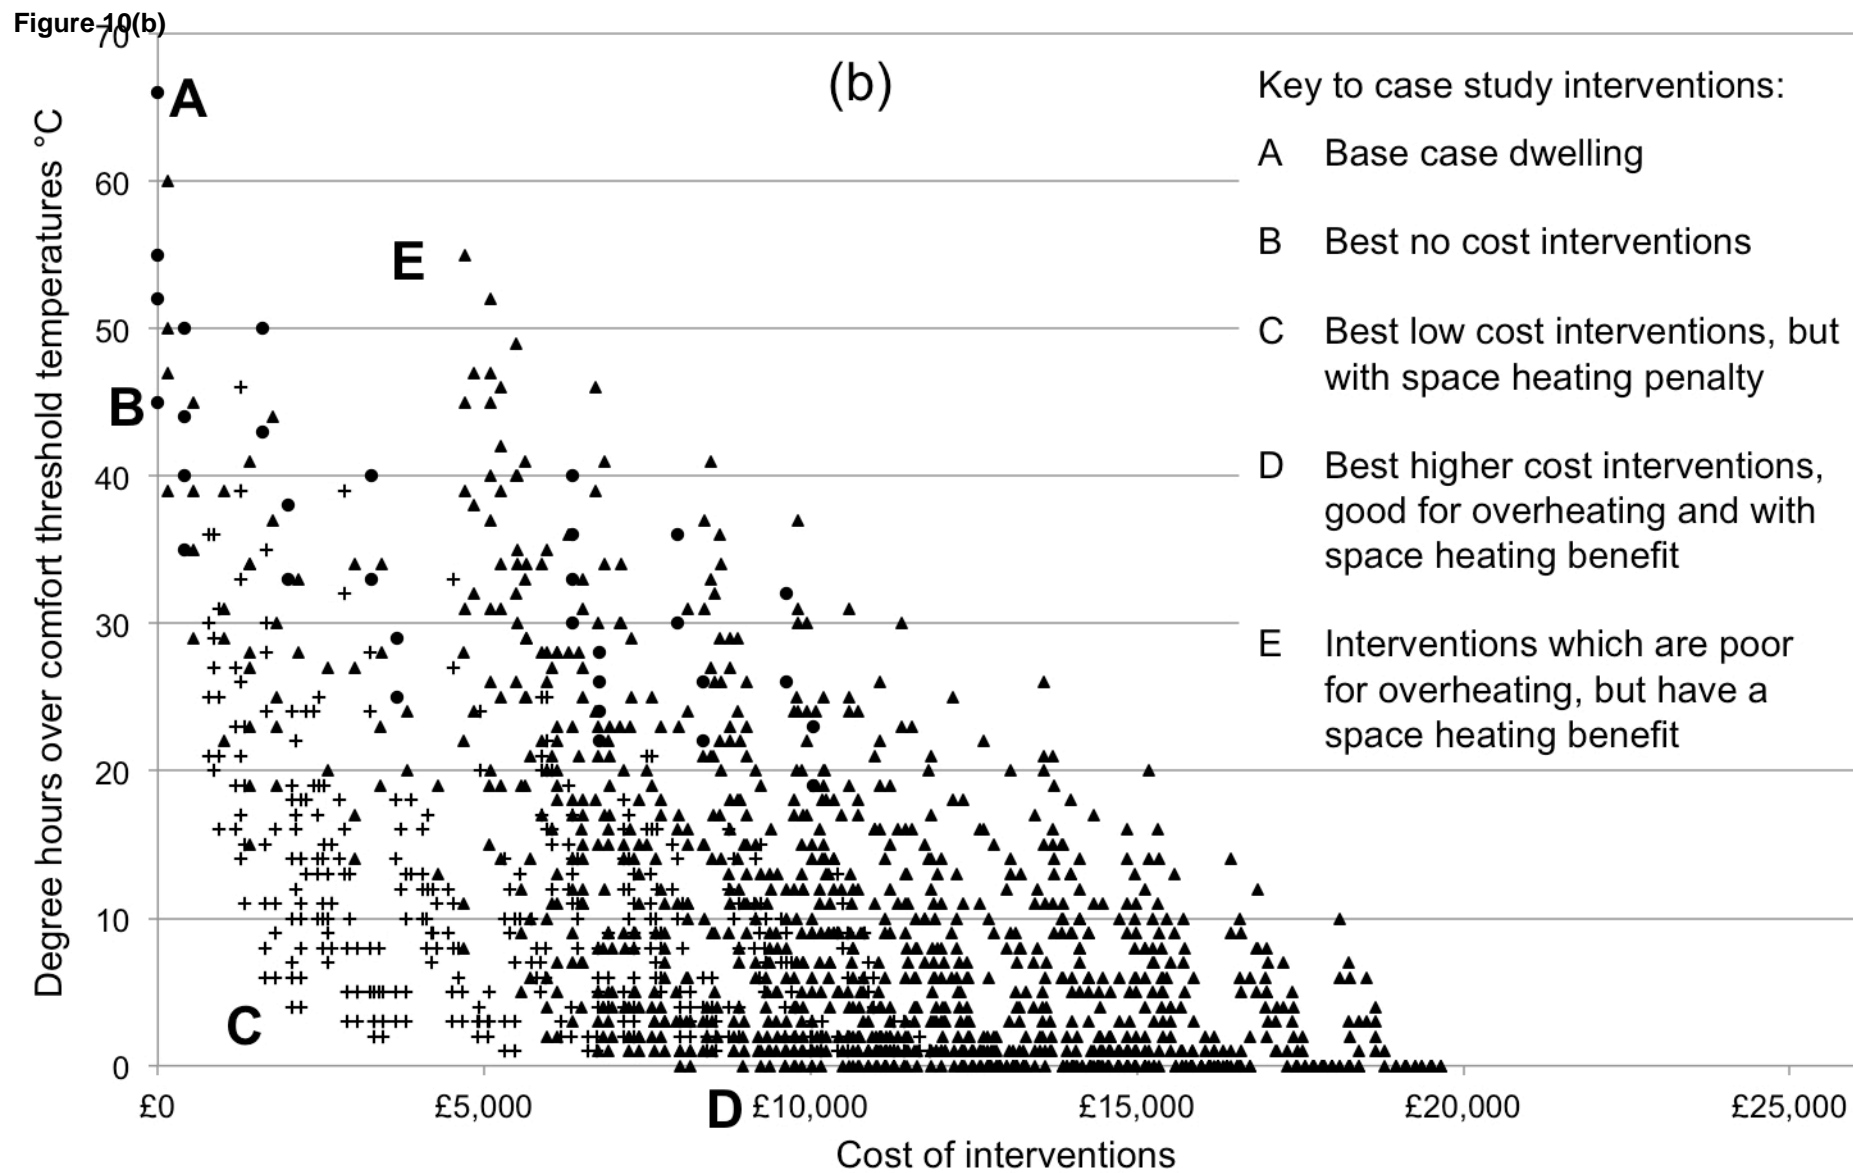 Figure 10(b)
(b)
Degree hours over comfort threshold temperatures °C
70
60
50
40
30
20
10
0
A
B
C
D
E
Key to case study interventions:
A Base case dwelling
B Best no cost interventions
C Best low cost interventions, but
with space heating penalty
D Best higher cost interventions,
good for overheating and with
space heating benefit
E Interventions which are poor
for overheating, but have a
space heating benefit
£0 £5,000 £10,000 £15,000 £20,000 £25,000
Cost of interventions